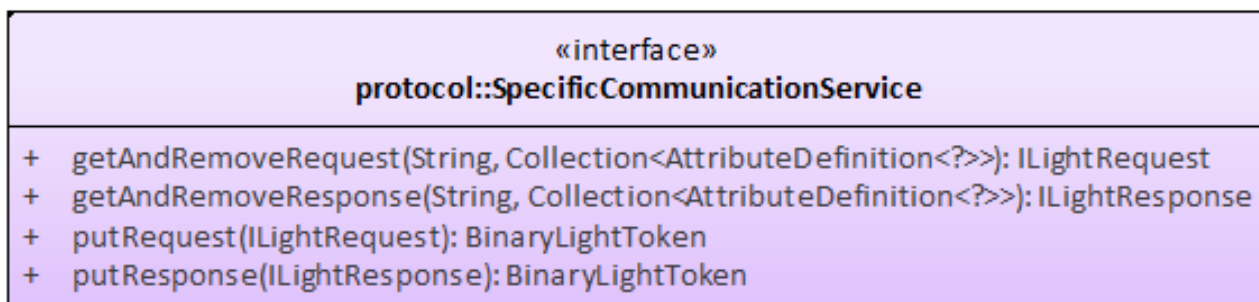 «interface»
protocol::SpecificCommunicationService
+ getAndRemoveRequest(String, Collection<AttributeDefinition<?>>): ILightRequest
+ getAndRemoveResponse(String, Collection<AttributeDefinition<?>>): ILightResponse
+ putRequest(ILightRequest): BinaryLightToken
+ putResponse(ILightResponse): BinaryLightToken